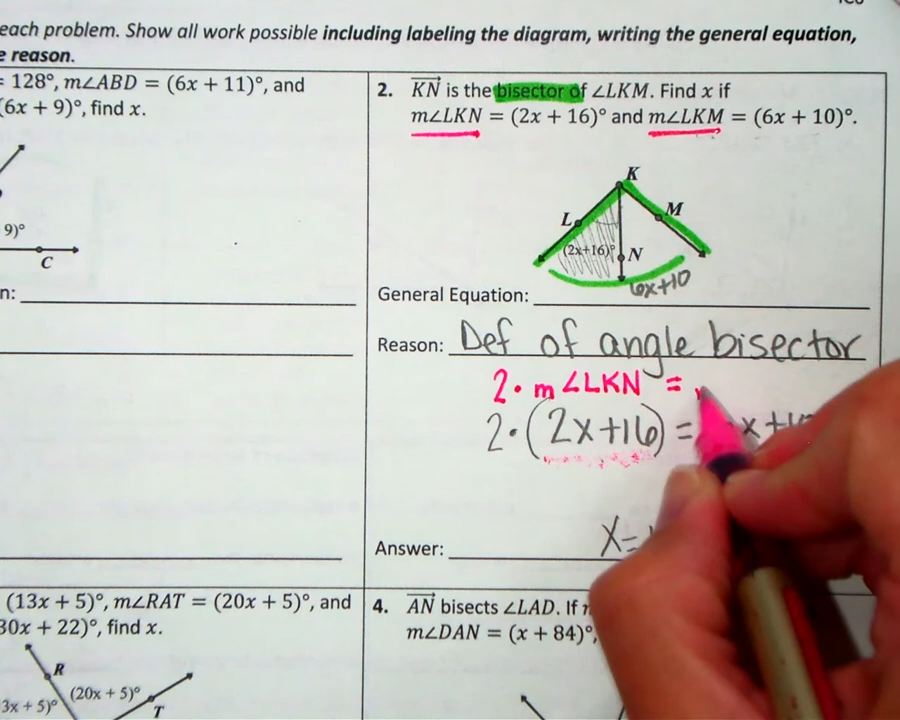 each problem. Show all work possible including labeling the diagram, writing the general equation,
e reason.
= 128°, m∠ABD = (6x + 11)°, and
(6x + 9)°, find x.
9)°
C
n:
2. KN is the bisector of ∠LKM. Find x if
m∠LKN = (2x + 16)° and m∠LKM = (6x + 10)°.
K
L
M
(2x+16)°
N
6x+10
General Equation:
Reason: Def of angle bisector
2· m∠LKN =
2·(2x+16) = x+
X=
Answer:
(13x + 5)°, m∠RAT = (20x + 5)°, and
30x + 22)°, find x.
R
(20x + 5)°
3x + 5)°
T
4. AN bisects ∠LAD. If
m∠DAN = (x + 84)°,